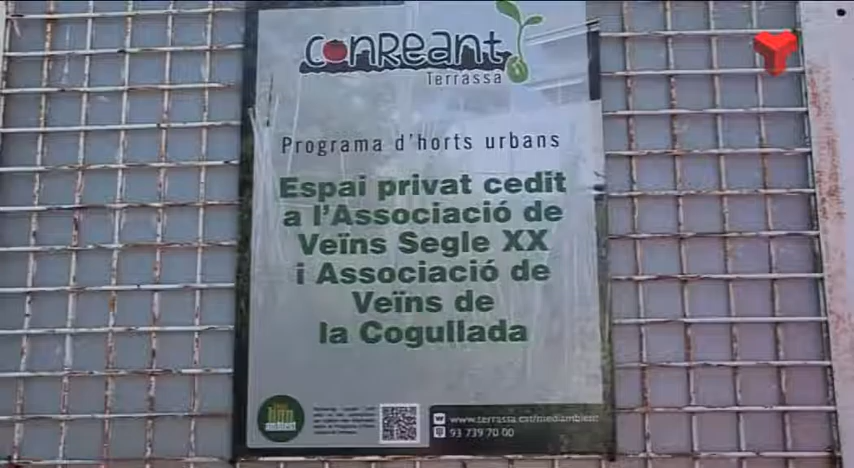 CONReant
Terrassa
Programa d'horts urbans
Espai privat cedit
a l'Associació de
Veïns Segle XX
i Associació de
Veïns de
la Cogullada
www.terrassa.cat/mediambient
93 739 70 00